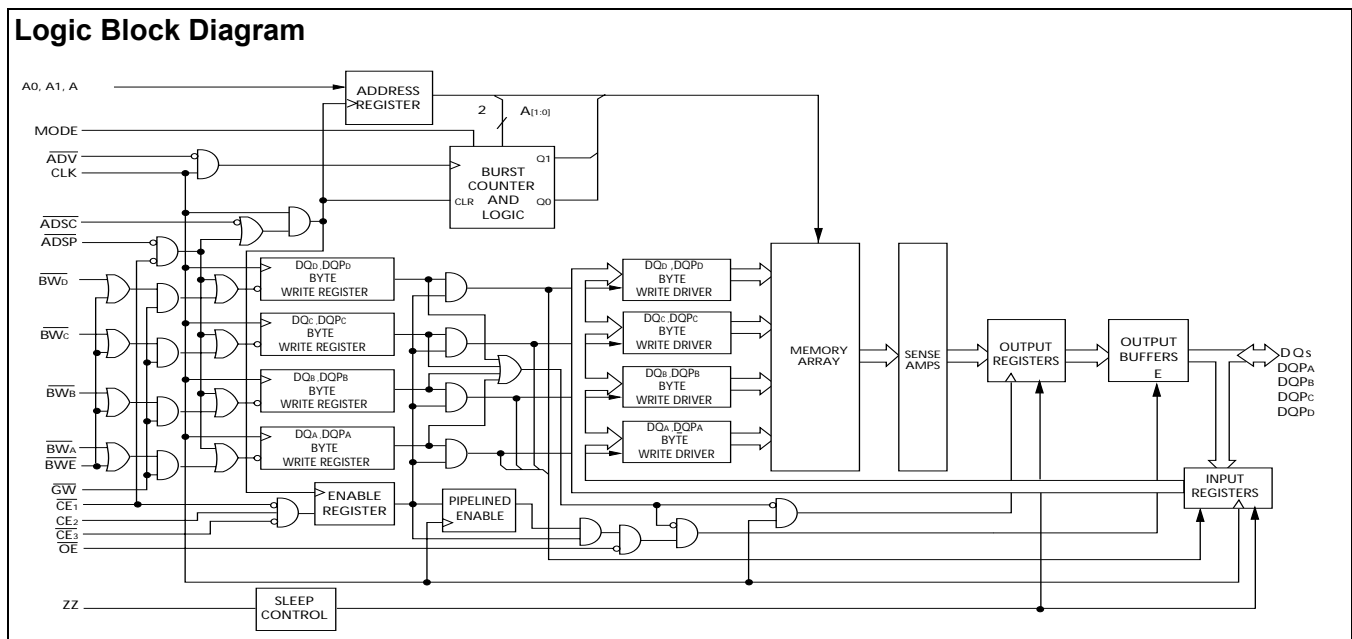 Logic Block Diagram
A0, A1, A
ADDRESS
REGISTER
2
A[1:0]
MODE
ADV
CLK
BURST
COUNTER
AND
LOGIC
CLR
Q1
Q0
ADSC
ADSP
BWD
DQD,DQPD
BYTE
WRITE REGISTER
DQD,DQPD
BYTE
WRITE DRIVER
BWC
DQC,DQPC
BYTE
WRITE REGISTER
DQC,DQPC
BYTE
WRITE DRIVER
MEMORY
ARRAY
SENSE
AMPS
OUTPUT
REGISTERS
OUTPUT
BUFFERS
E
DQs
DQPA
DQPB
DQPC
DQPD
BWB
DQB,DQPB
BYTE
WRITE REGISTER
DQB,DQPB
BYTE
WRITE DRIVER
BWA
BWE
DQA,DQPA
BYTE
WRITE REGISTER
DQA,DQPA
BYTE
WRITE DRIVER
GW
CE1
CE2
CE3
OE
ENABLE
REGISTER
PIPELINED
ENABLE
INPUT
REGISTERS
ZZ
SLEEP
CONTROL